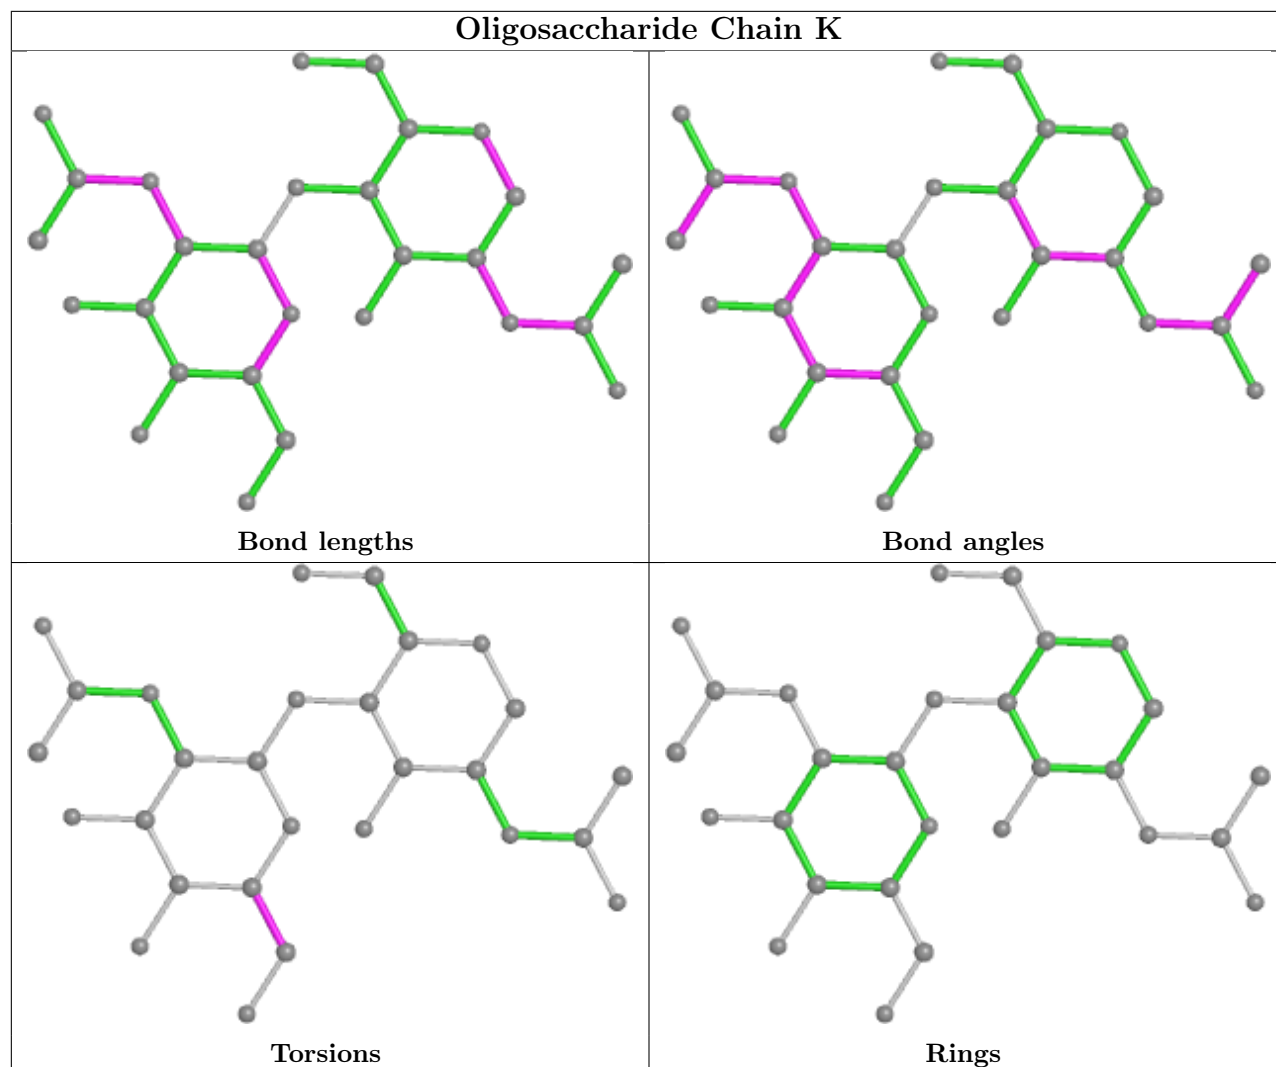 Oligosaccharide Chain K
Bond lengths
Bond angles
Torsions
Rings